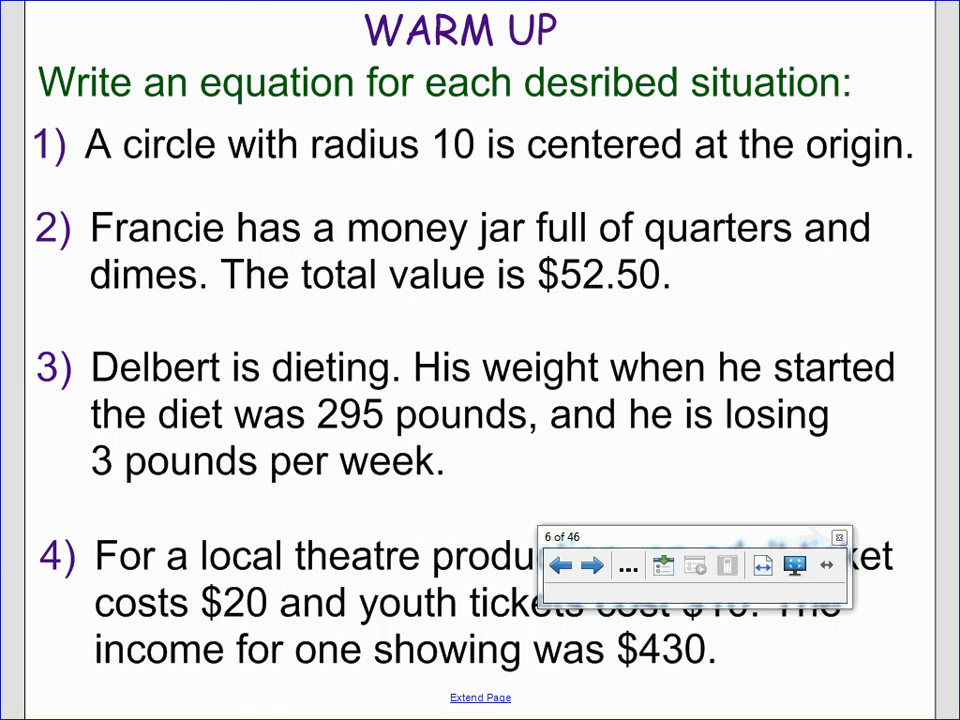 WARM UP
Write an equation for each desribed situation:
1) A circle with radius 10 is centered at the origin.
2) Francie has a money jar full of quarters and
dimes. The total value is $52.50.
3) Delbert is dieting. His weight when he started
the diet was 295 pounds, and he is losing
3 pounds per week.
6 of 46
4) For a local theatre
costs $20 and youth tickets cost The
income for one showing was $430.
Extend Page